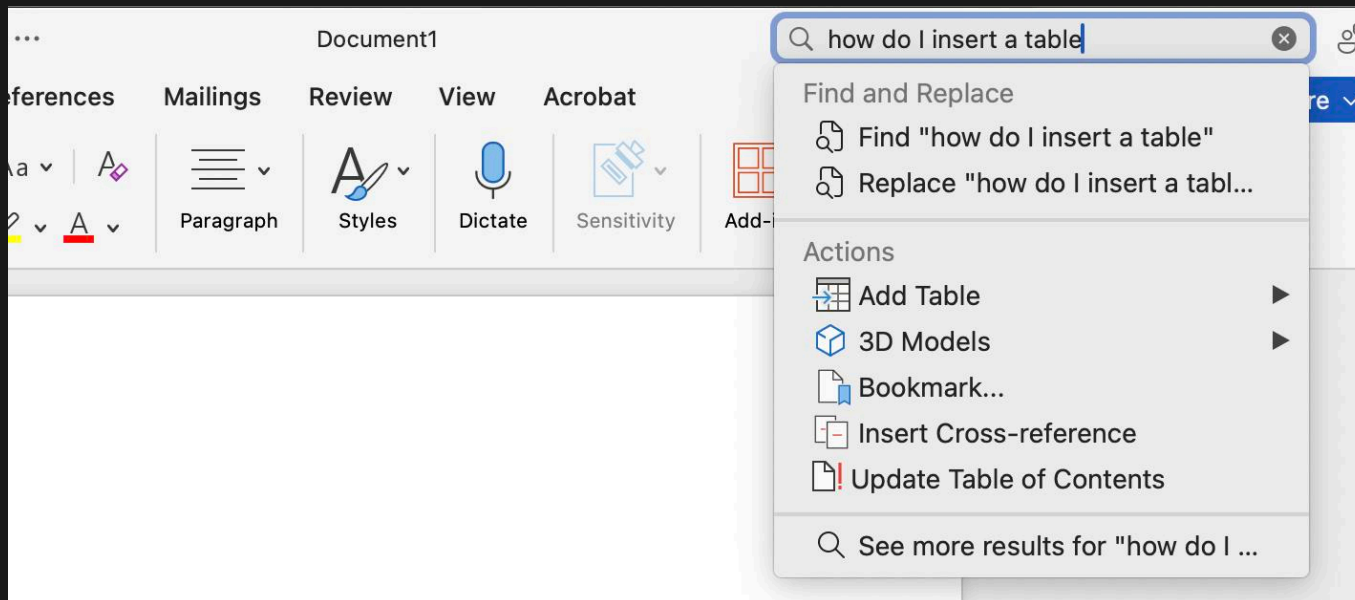 ...
Document1
how do I insert a table
eferences Mailings Review View Acrobat
re
Aa
A
A
Paragraph Styles Dictate Sensitivity Add-i
Find and Replace
Find "how do I insert a table"
Replace "how do I insert a tabl...
Actions
Add Table
3D Models
Bookmark...
Insert Cross-reference
Update Table of Contents
See more results for "how do I ...